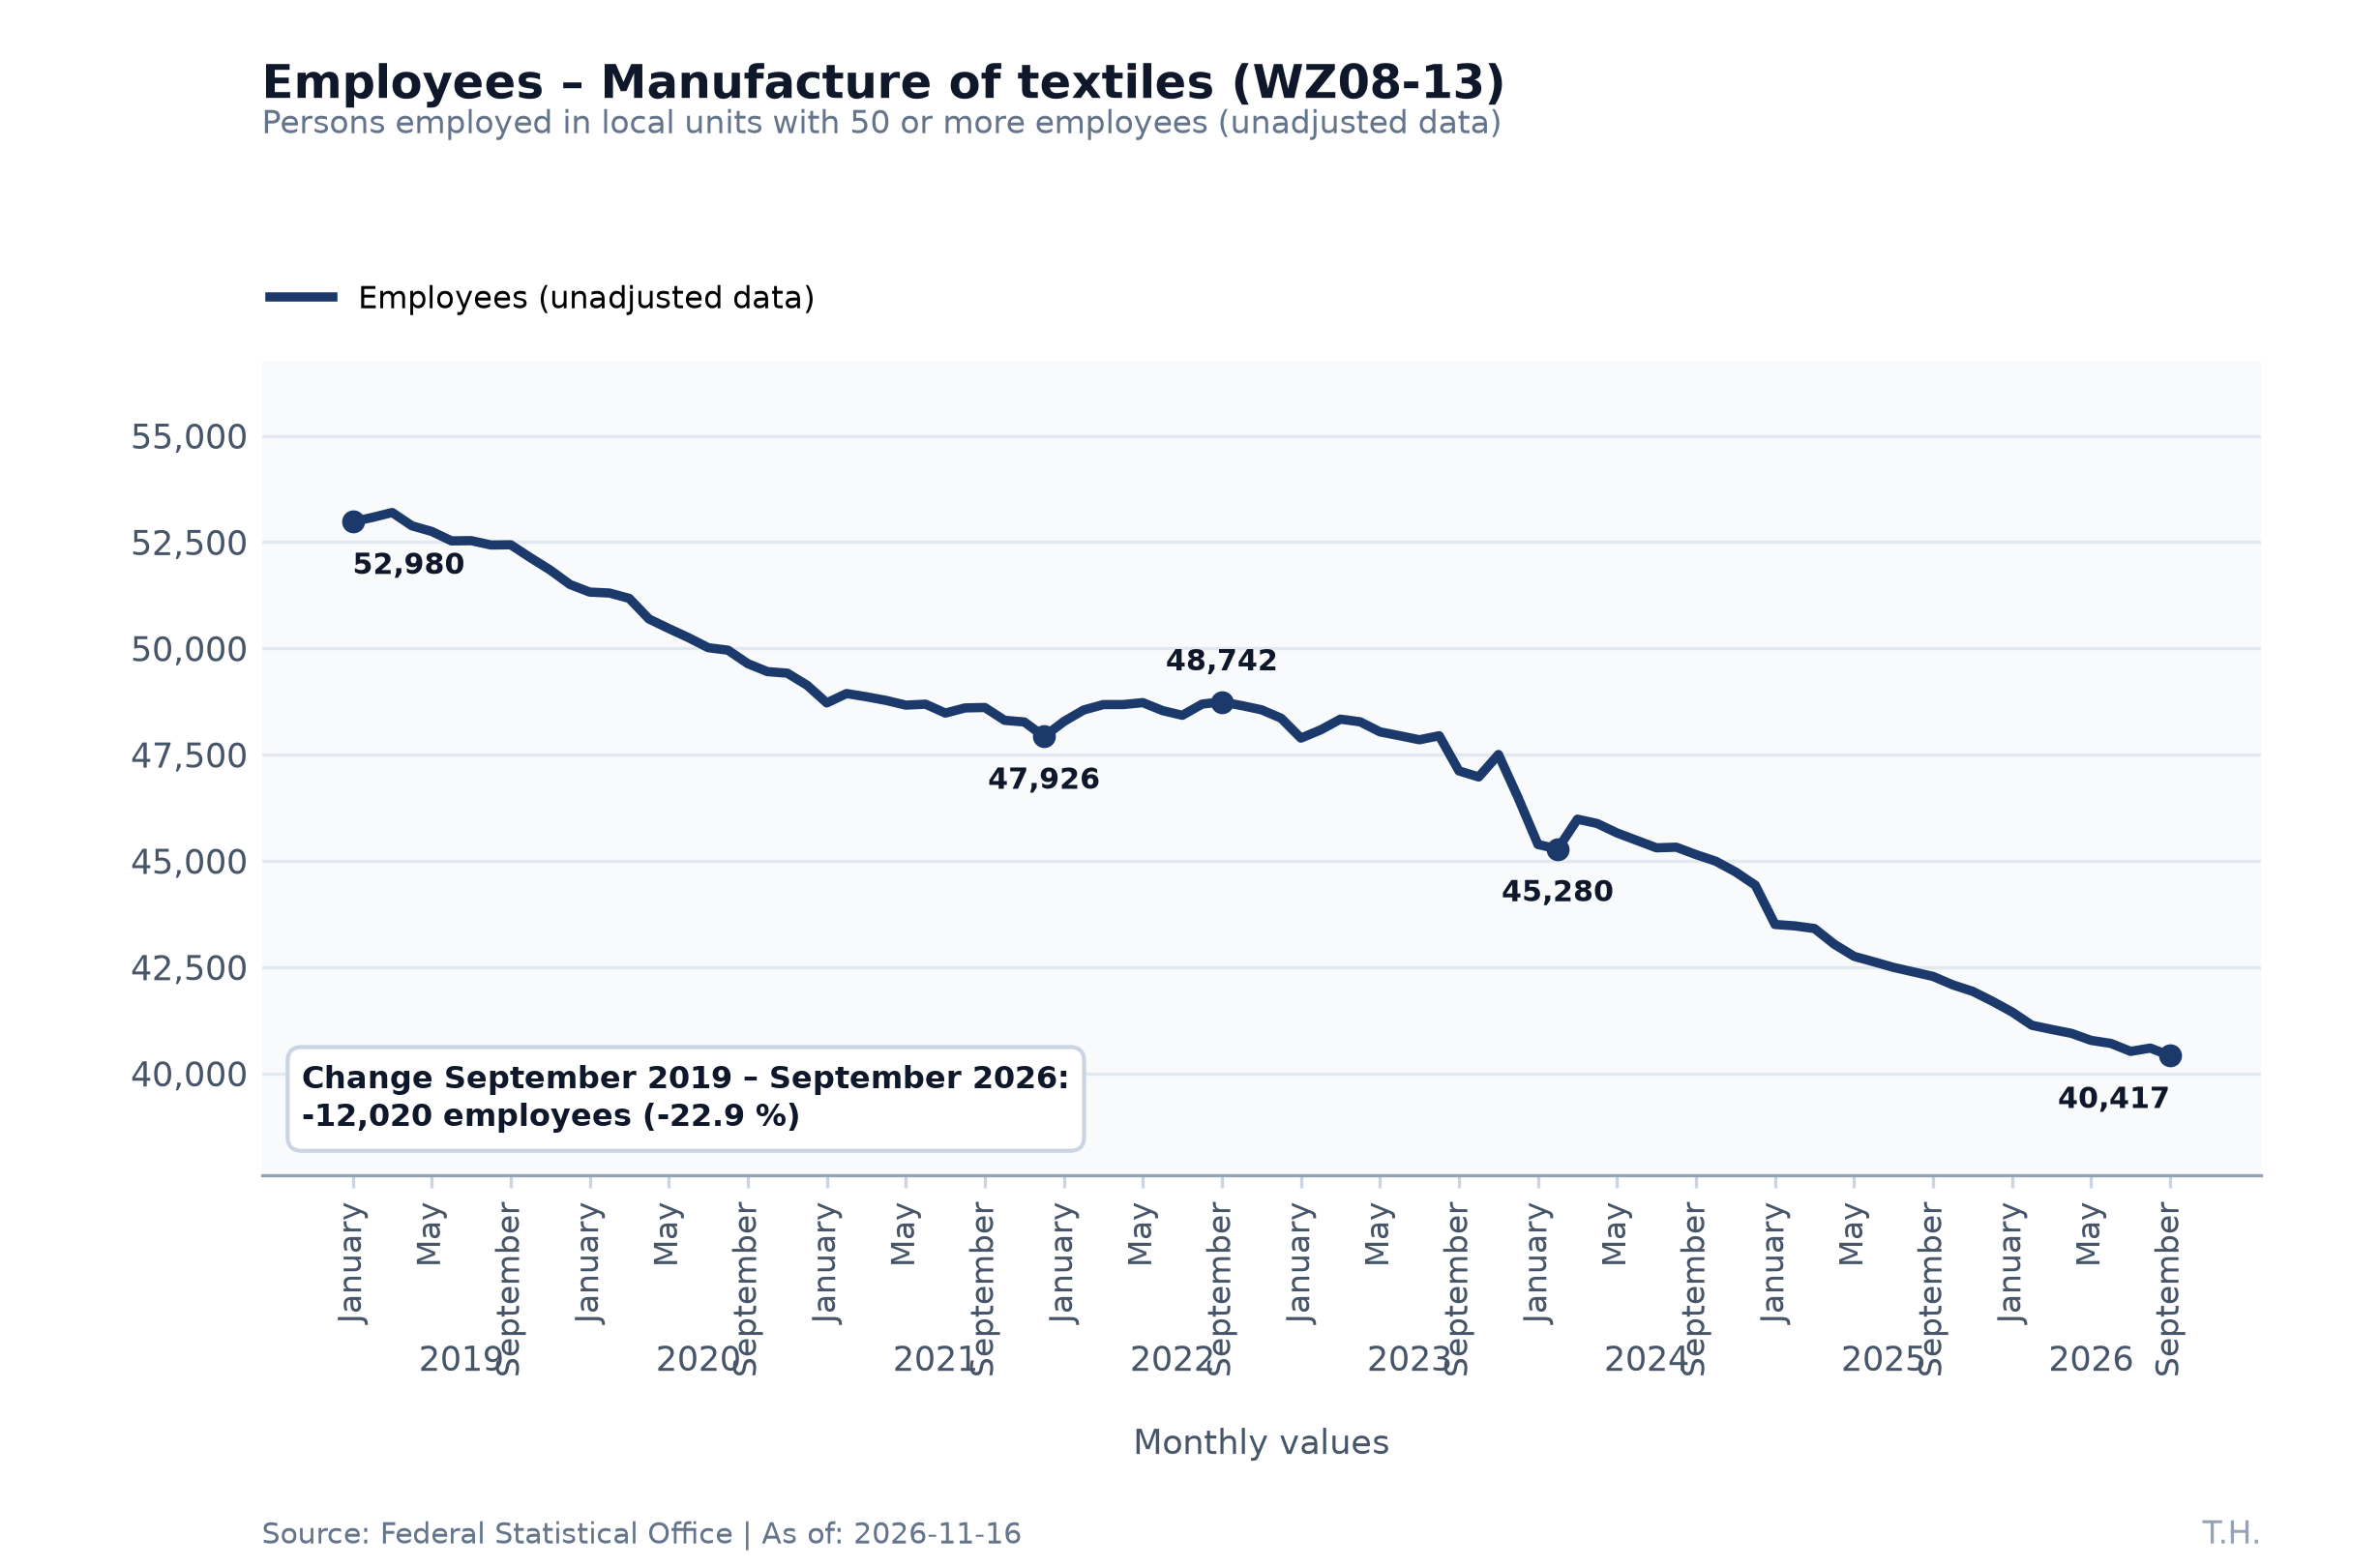 Employees – Manufacture of textiles (WZ08-13)
Persons employed in local units with 50 or more employees (unadjusted data)
Employees (unadjusted data)
55,000
52,500
50,000
47,500
45,000
42,500
40,000
52,980
47,926
48,742
45,280
40,417
Change September 2019 – September 2026:
-12,020 employees (-22.9 %)
January
May
September
January
May
September
January
May
September
January
May
September
January
May
September
January
May
September
January
May
September
January
May
September
2019
2020
2021
2022
2023
2024
2025
2026
Monthly values
Source: Federal Statistical Office | As of: 2026-11-16
T.H.